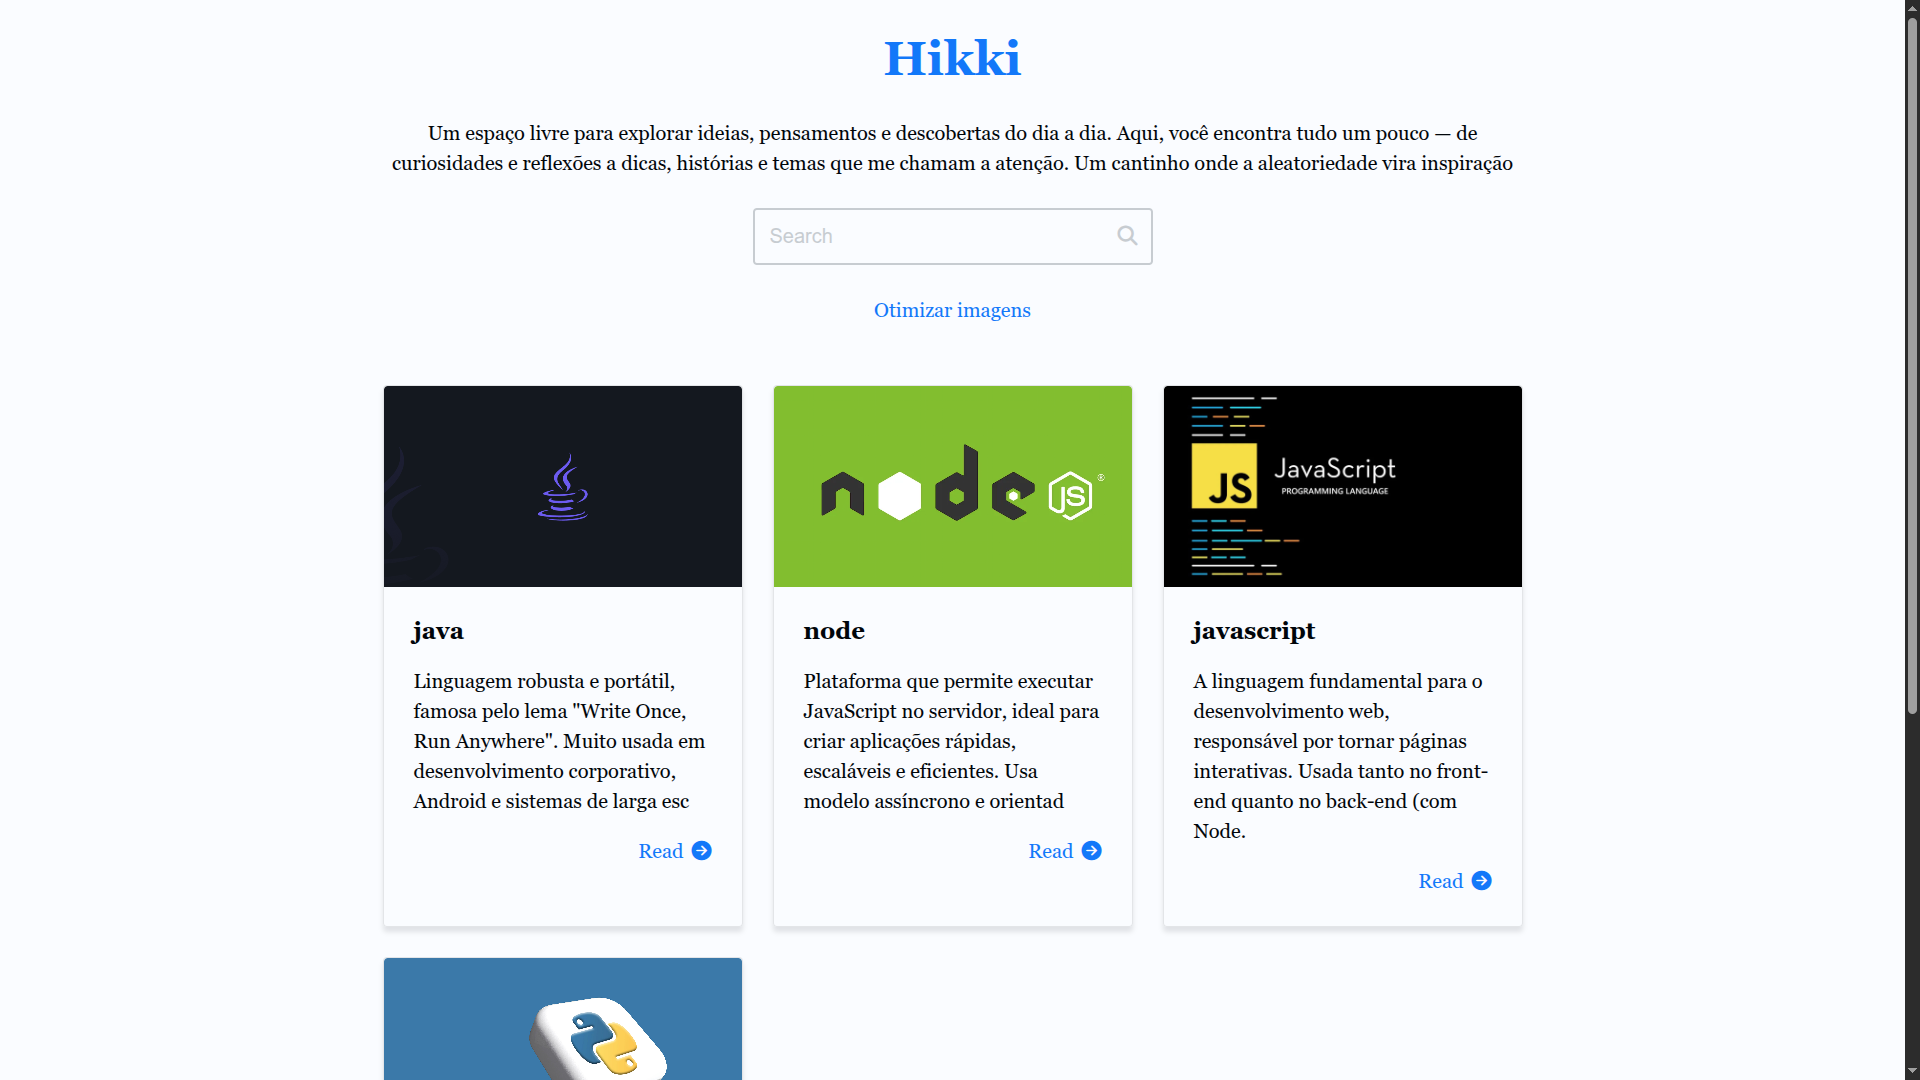 Hikki
Um espaço livre para explorar ideias, pensamentos e descobertas do dia a dia. Aqui, você encontra tudo um pouco — de
curiosidades e reflexões a dicas, histórias e temas que me chamam a atenção. Um cantinho onde a aleatoriedade vira inspiração
Search
Otimizar imagens
java
Linguagem robusta e portátil,
famosa pelo lema "Write Once,
Run Anywhere". Muito usada em
desenvolvimento corporativo,
Android e sistemas de larga esc
Read
node
JS
®
node
Plataforma que permite executar
JavaScript no servidor, ideal para
criar aplicações rápidas,
escaláveis e eficientes. Usa
modelo assíncrono e orientad
Read
JS
JavaScript
PROGRAMMING LANGUAGE
javascript
A linguagem fundamental para o
desenvolvimento web,
responsável por tornar páginas
interativas. Usada tanto no front-
end quanto no back-end (com
Node.
Read